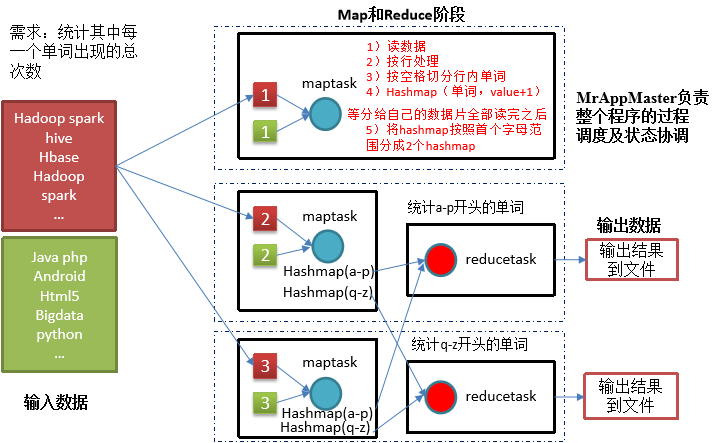 Map和Reduce阶段
需求：统计其中每
一个单词出现的总
次数
Hadoop spark
hive
Hbase
Hadoop
spark
...
Java php
Android
Html5
Bigdata
python
...
输入数据
1
1
maptask
1）读数据
2）按行处理
3）按空格切分行内单词
4）Hashmap（单词，value+1）
等分给自己的数据片全部读完之后
5）将hashmap按照首个字母范
围分成2个hashmap
MrAppMaster负责
整个程序的过程
调度及状态协调
2
2
maptask
Hashmap(a-p)
Hashmap(q-z)
统计a-p开头的单词
reducetask
输出数据
输出结果
到文件
3
3
maptask
Hashmap(a-p)
Hashmap(q-z)
统计q-z开头的单词
reducetask
输出结果
到文件